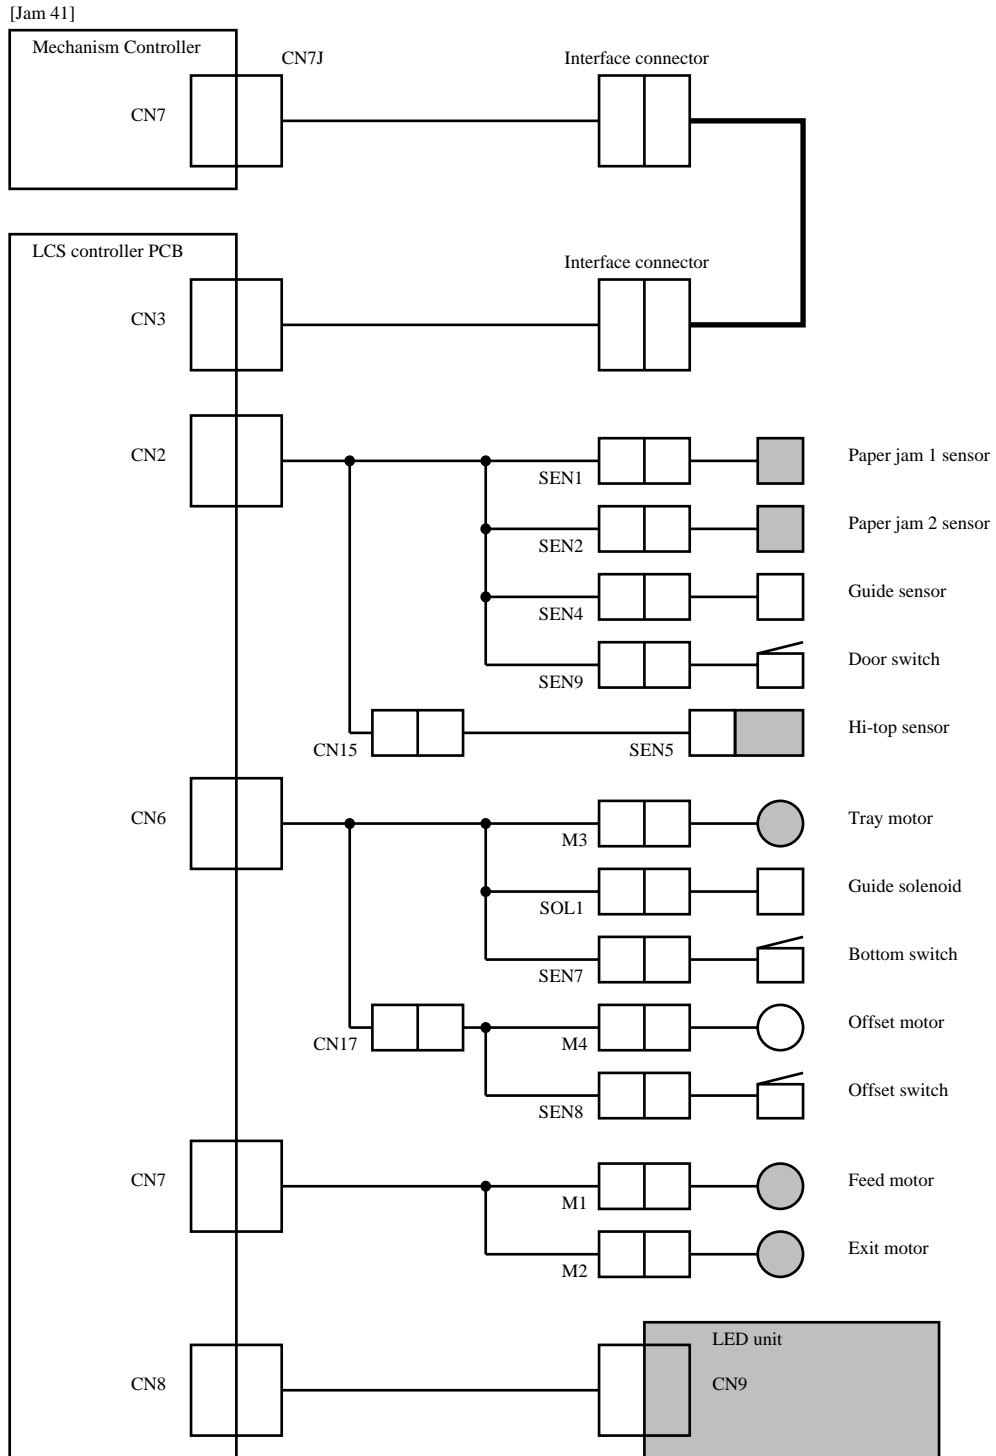 [Jam 41]
Mechanism Controller
CN7J
Interface connector
CN7
LCS controller PCB
Interface connector
CN3
CN2
Paper jam 1 sensor
SEN1
Paper jam 2 sensor
SEN2
Guide sensor
SEN4
Door switch
SEN9
Hi-top sensor
CN15
SEN5
CN6
Tray motor
M3
Guide solenoid
SOL1
Bottom switch
SEN7
Offset motor
CN17
M4
Offset switch
SEN8
CN7
Feed motor
M1
Exit motor
M2
LED unit
CN8
CN9